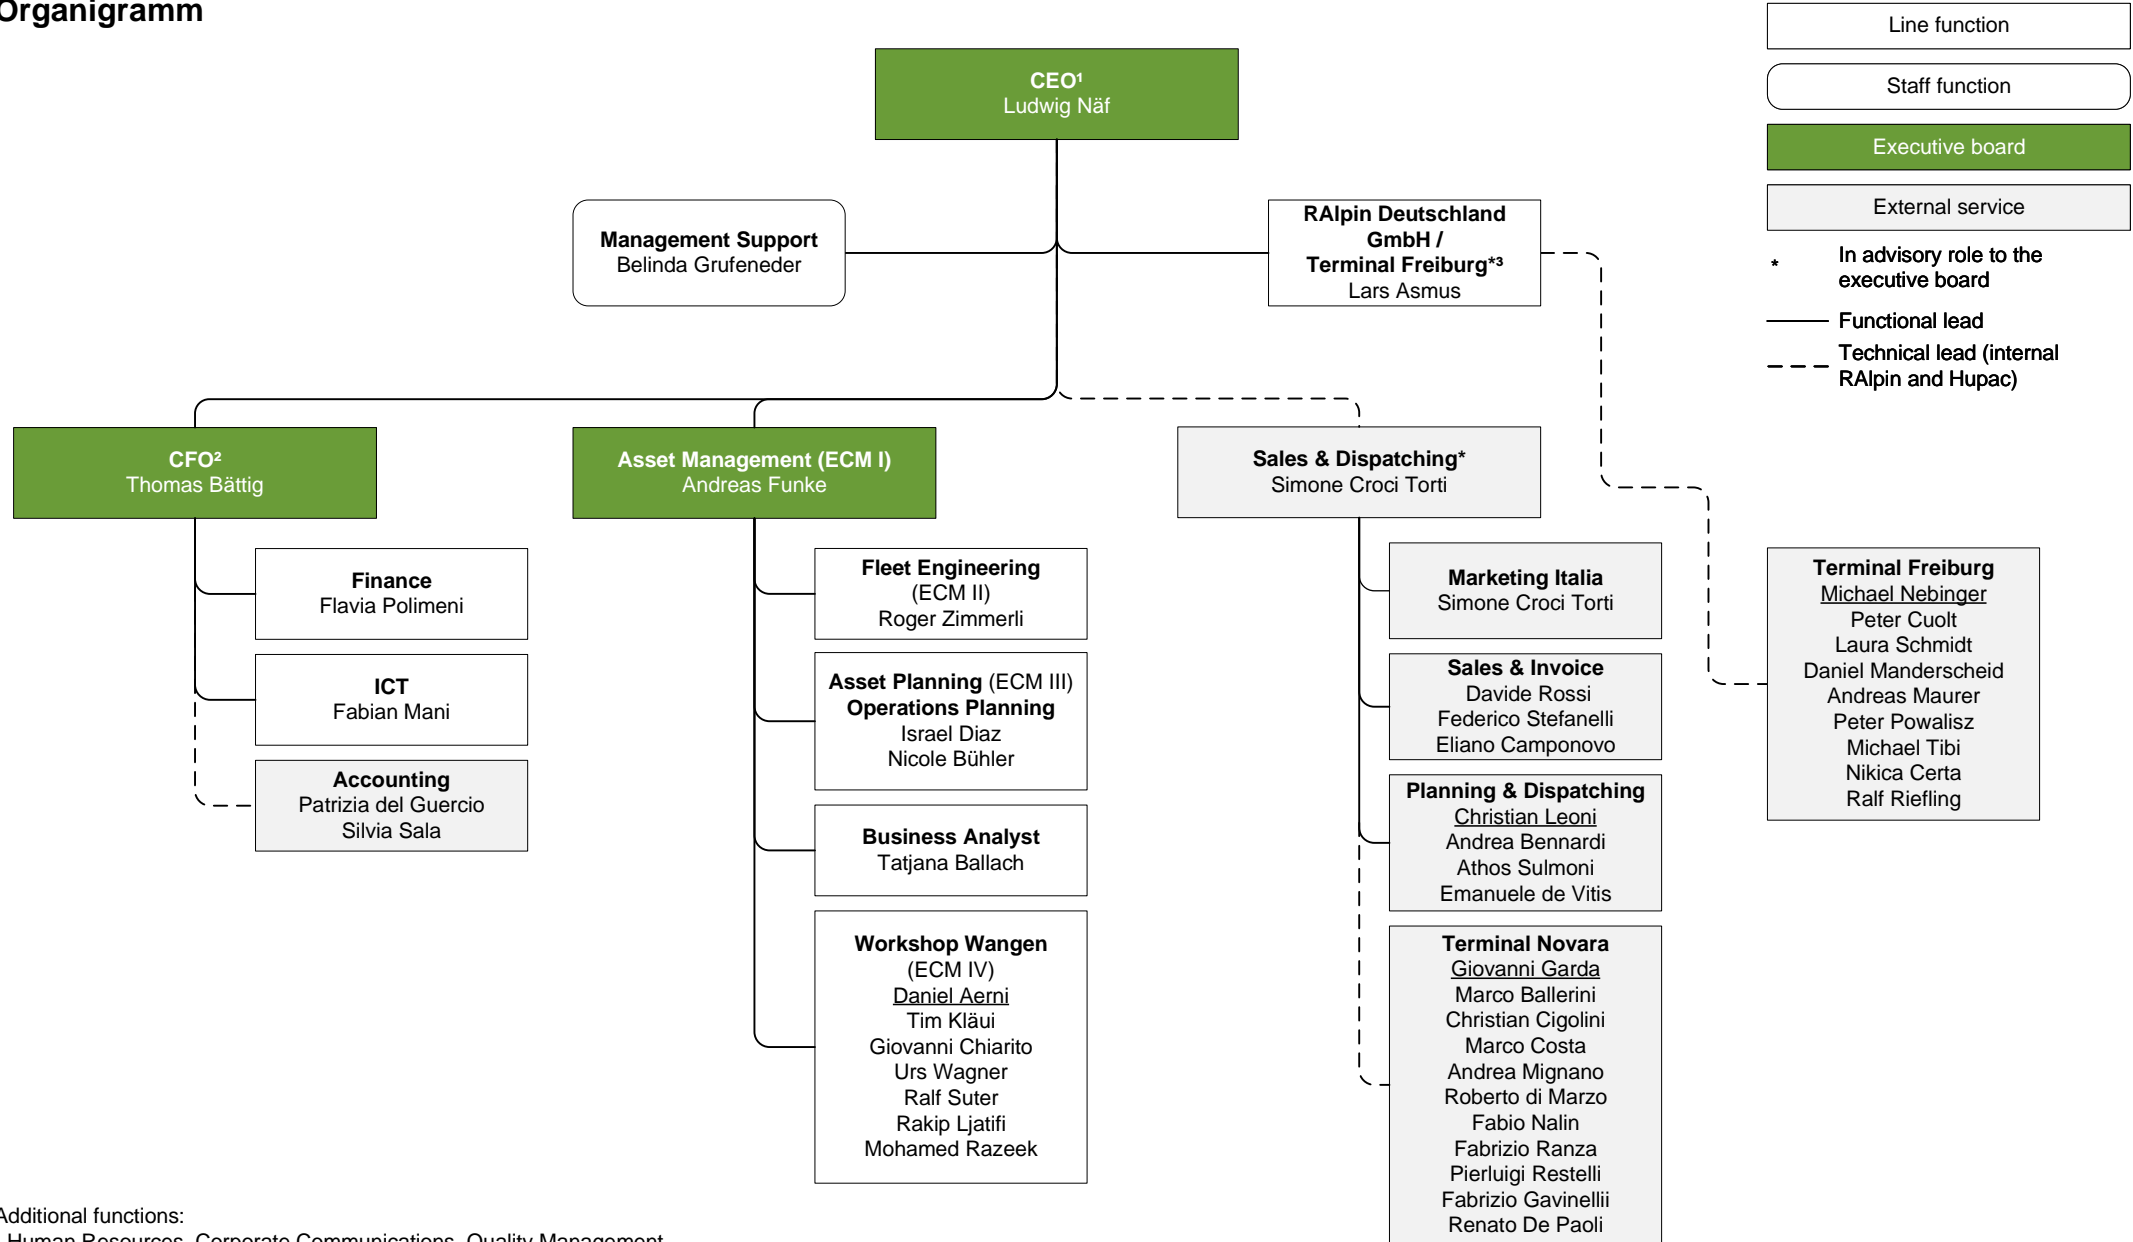 Organigramm
Line function
Staff function
Executive board
External service
* In advisory role to the
executive board
Functional lead
Technical lead (internal
RAlpin and Hupac)
CEO¹
Ludwig Näf
Management Support
Belinda Grufeneder
RAlpin Deutschland
GmbH /
Terminal Freiburg*³
Lars Asmus
CFO²
Thomas Bättig
Asset Management (ECM I)
Andreas Funke
Sales & Dispatching*
Simone Croci Torti
Finance
Flavia Polimeni
ICT
Fabian Mani
Accounting
Patrizia del Guercio
Silvia Sala
Fleet Engineering
(ECM II)
Roger Zimmerli
Asset Planning (ECM III)
Operations Planning
Israel Diaz
Nicole Bühler
Business Analyst
Tatjana Ballach
Workshop Wangen
(ECM IV)
Daniel Aerni
Tim Kläui
Giovanni Chiarito
Urs Wagner
Ralf Suter
Rakip Ljatifi
Mohamed Razeek
Marketing Italia
Simone Croci Torti
Sales & Invoice
Davide Rossi
Federico Stefanelli
Eliano Camponovo
Planning & Dispatching
Christian Leoni
Andrea Bennardi
Athos Sulmoni
Emanuele de Vitis
Terminal Novara
Giovanni Garda
Marco Ballerini
Christian Cigolini
Marco Costa
Andrea Mignano
Roberto di Marzo
Fabio Nalin
Fabrizio Ranza
Pierluigi Restelli
Fabrizio Gavinellii
Renato De Paoli
Terminal Freiburg
Michael Nebinger
Peter Cuolt
Laura Schmidt
Daniel Manderscheid
Andreas Maurer
Peter Powalisz
Michael Tibi
Nikica Certa
Ralf Riefling
Additional functions:
Human Resources, Corporate Communications, Quality Management